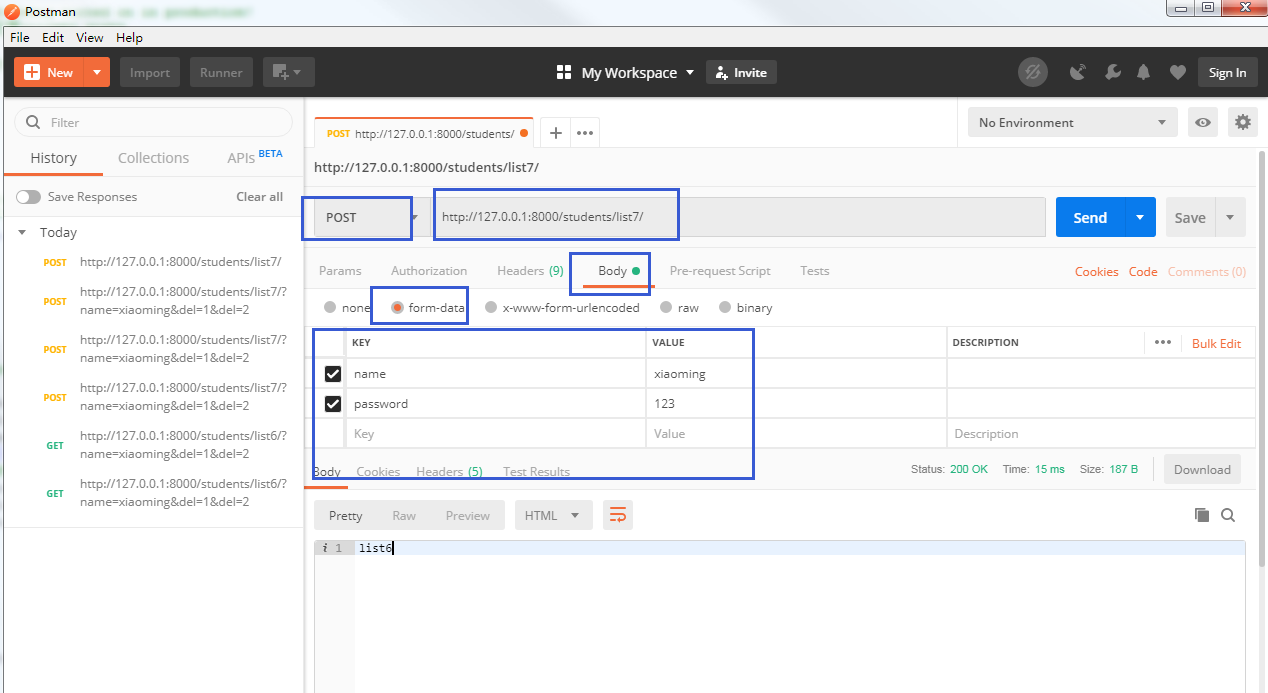 Postman
File Edit View Help
New Import Runner My Workspace Invite Sign In
Filter
History Collections APIs BETA
Save Responses Clear all
Today
POST http://127.0.0.1:8000/students/list7/
POST http://127.0.0.1:8000/students/list7/?
name=xiaoming&del=1&del=2
POST http://127.0.0.1:8000/students/list7/?
name=xiaoming&del=1&del=2
POST http://127.0.0.1:8000/students/list7/?
name=xiaoming&del=1&del=2
GET http://127.0.0.1:8000/students/list6/?
name=xiaoming&del=1&del=2
GET http://127.0.0.1:8000/students/list6/?
name=xiaoming&del=1&del=2
POST http://127.0.0.1:8000/students/
No Environment
http://127.0.0.1:8000/students/list7/
POST http://127.0.0.1:8000/students/list7/ Send Save
Params Authorization Headers (9) Body Pre-request Script Tests Cookies Code Comments (0)
none form-data x-www-form-urlencoded raw binary
KEY VALUE DESCRIPTION Bulk Edit
name xiaoming
password 123
Key Value Description
Body Cookies Headers (5) Test Results Status: 200 OK Time: 15 ms Size: 187 B Download
Pretty Raw Preview HTML
i 1 list6